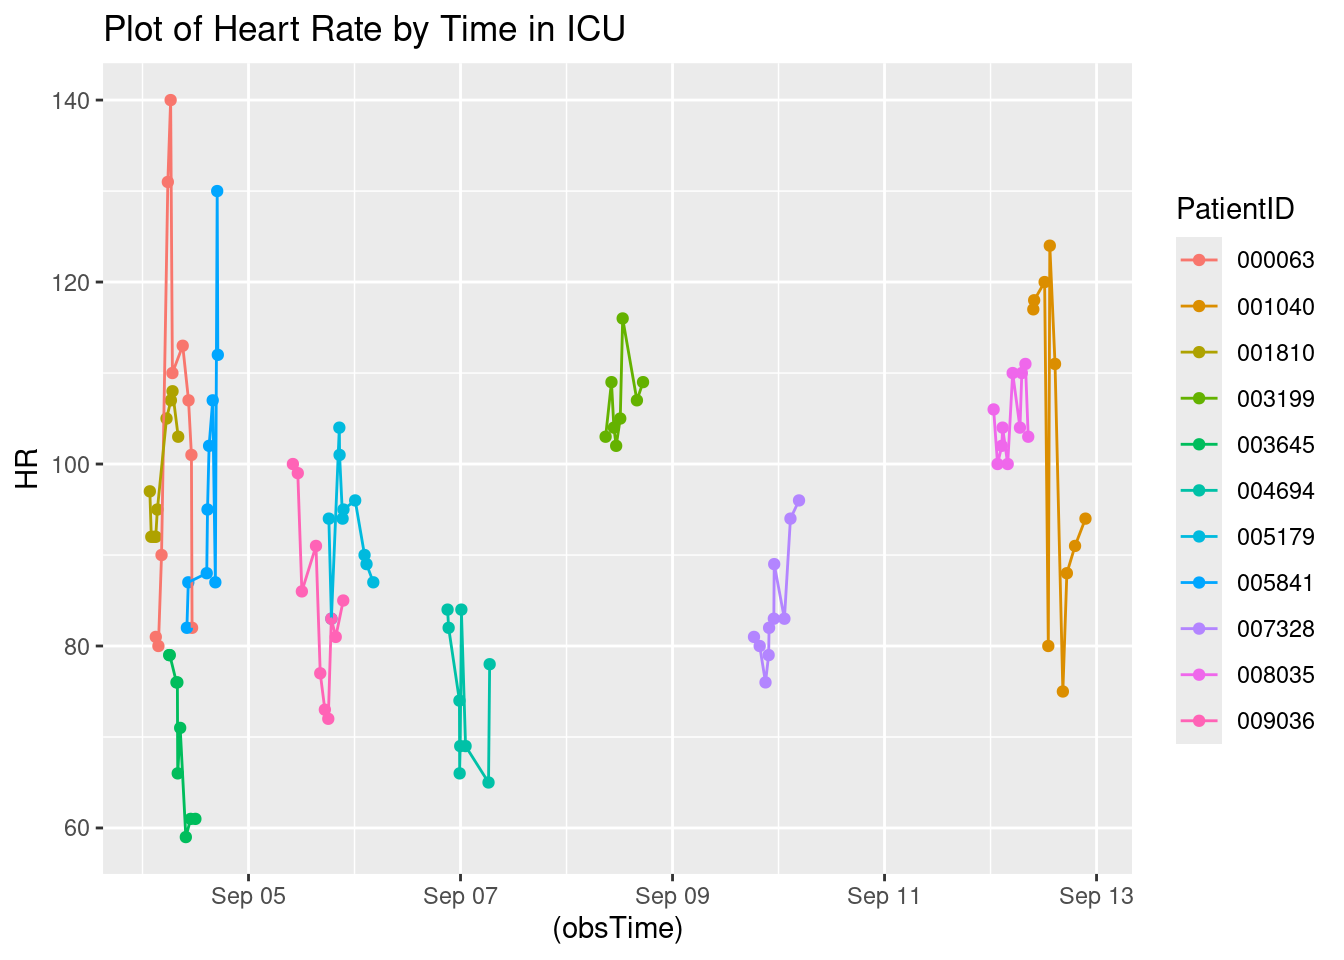 Plot of Heart Rate by Time in ICU
140
120
100
80
60
HR
Sep 05
Sep 07
Sep 09
Sep 11
Sep 13
(obsTime)
PatientID
000063
001040
001810
003199
003645
004694
005179
005841
007328
008035
009036